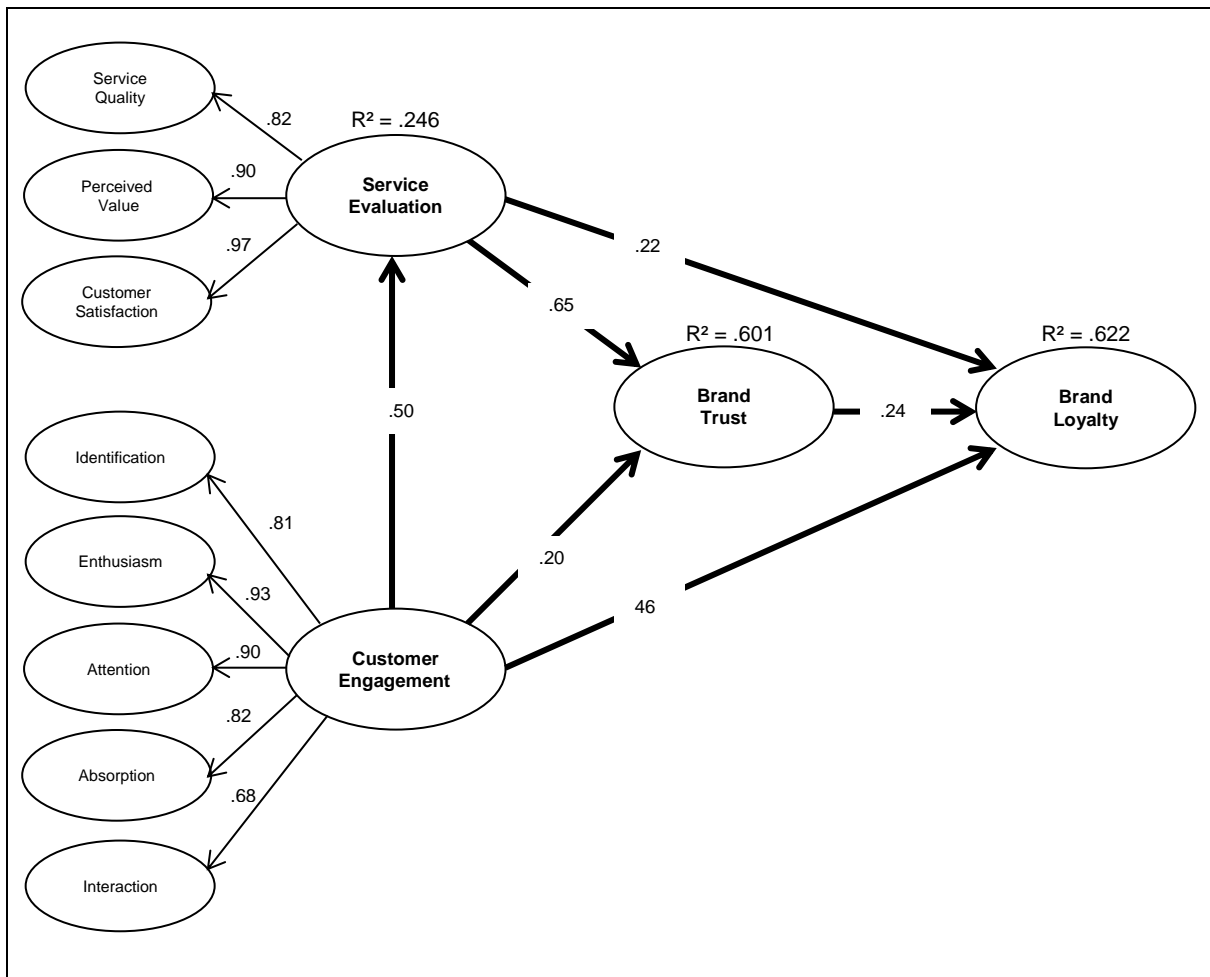 Service
Quality
.82
R² = .246
Perceived
Value
.90
Service
Evaluation
.97
.22
Customer
Satisfaction
.65
R² = .601
R² = .622
Brand
Trust
.24
Brand
Loyalty
.50
Identification
.81
Enthusiasm
.93
.20
46
Attention
.90
Customer
Engagement
.82
Absorption
.68
Interaction